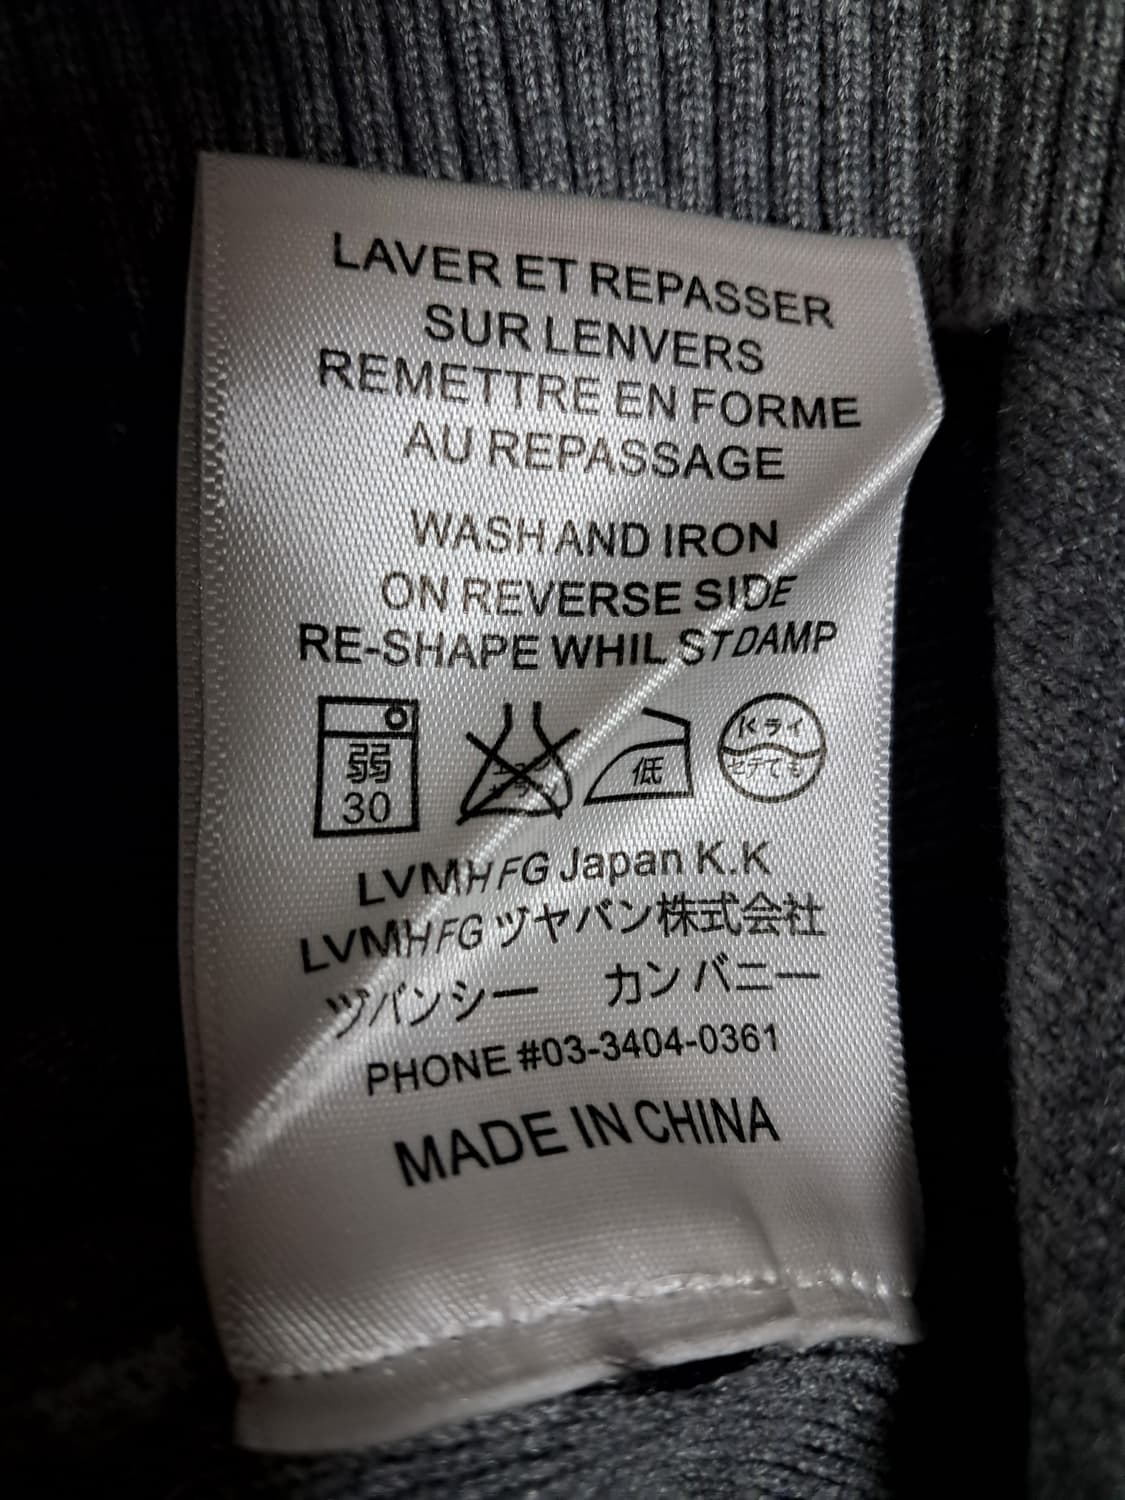 LAVER ET REPASSER
SUR LENVERS
REMETTRE EN FORME
AU REPASSAGE
WASH AND IRON
ON REVERSE SIDE
RE-SHAPE WHIL STDAMP
弱
30
低
LVMHFG Japan K.K
LVMHFG ヅヤバン株式会社
ヅバンシー カンバニー
PHONE #03-3404-0361
MADE IN CHINA